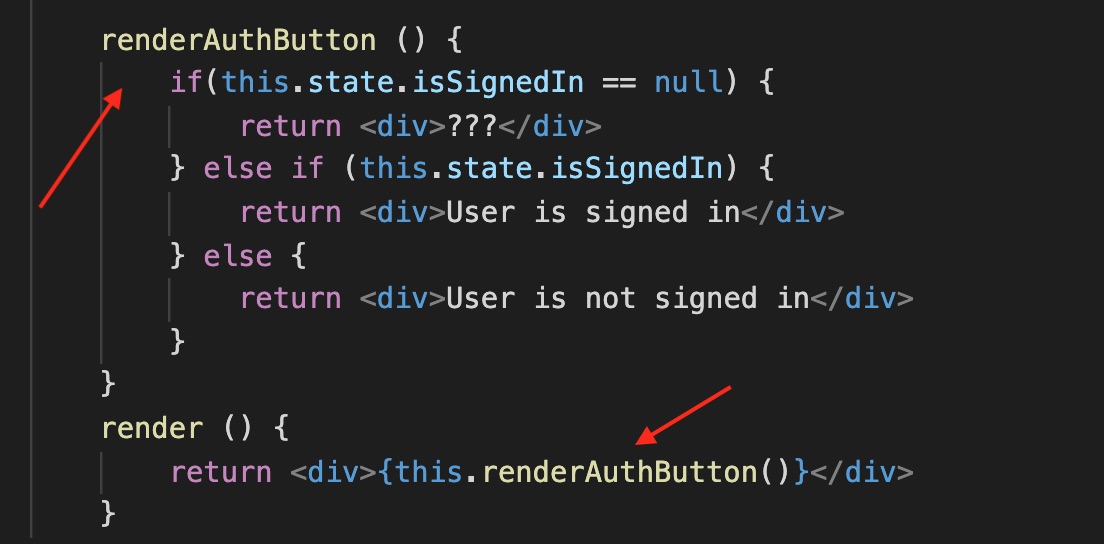 renderAuthButton () {
if(this.state.isSignedIn == null) {
return <div>???</div>
} else if (this.state.isSignedIn) {
return <div>User is signed in</div>
} else {
return <div>User is not signed in</div>
}
}
render () {
return <div>{this.renderAuthButton()}</div>
}